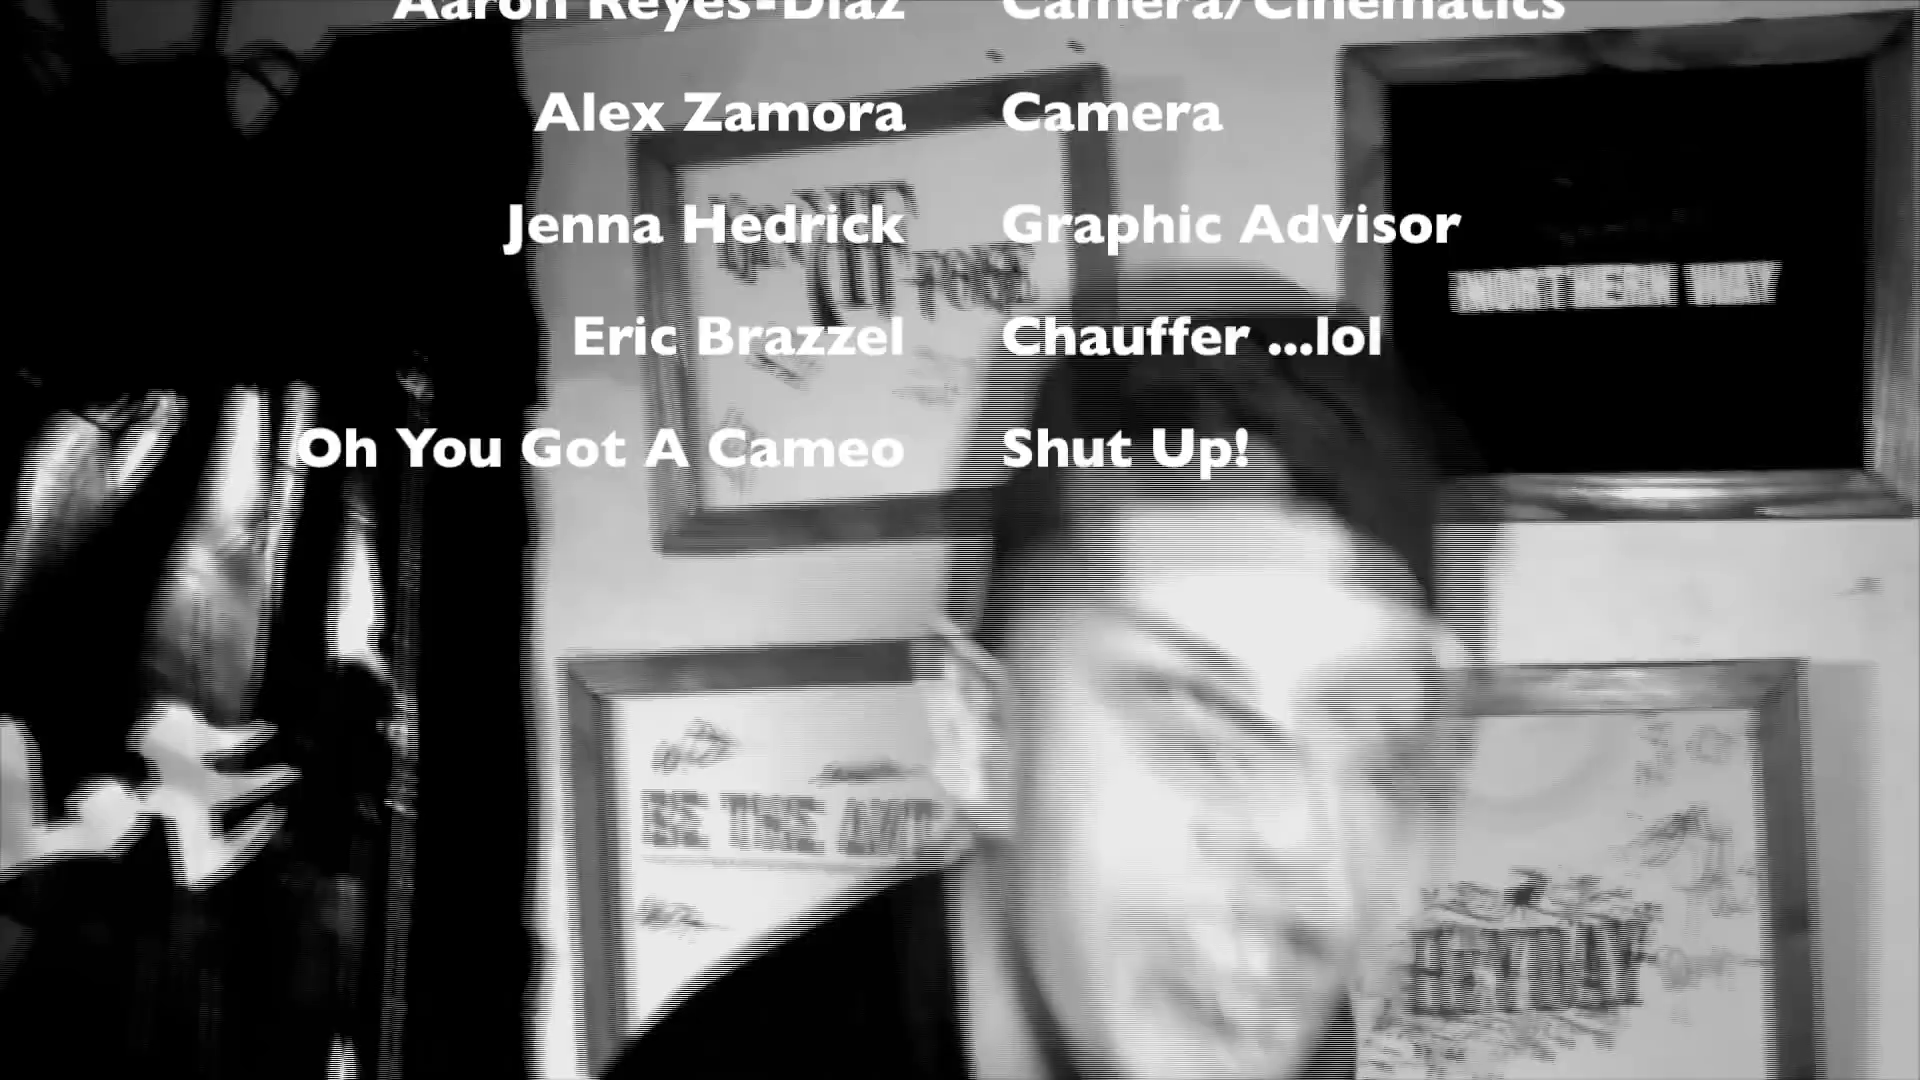 Aaron Reyes-Diaz Camera/Cinematics
Alex Zamora Camera
Jenna Hedrick Graphic Advisor
Eric Brazzel Chauffer ...lol
Oh You Got A Cameo Shut Up!
NORTHERN WAY
BE THE
HEYDAY